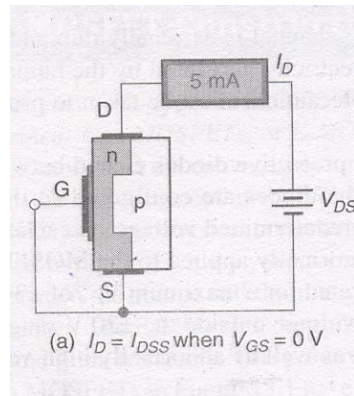 I_D
5 mA
D
n
p
G
V_DS
S
(a) I_D = I_DSS when V_GS = 0 V